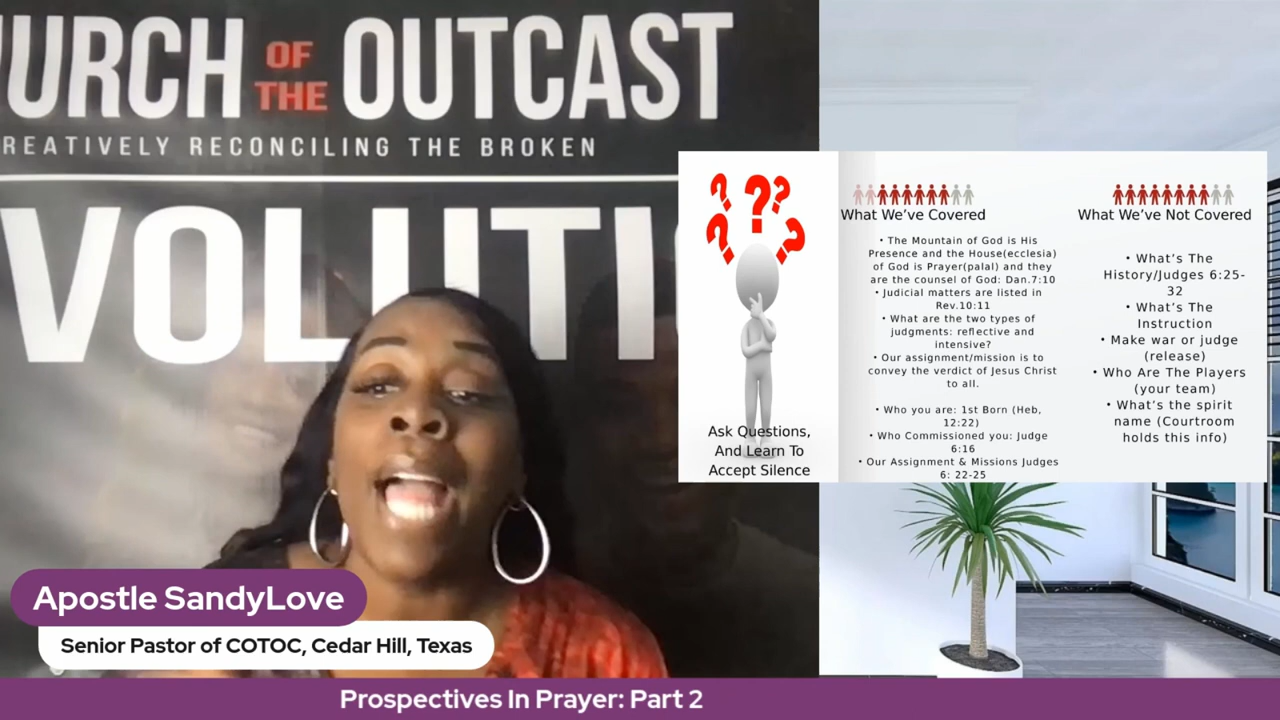 URCH OF THE OUTCAST
REATIVELY RECONCILING THE BROKEN
VOLUTI
? ? ? ? ?
Ask Questions,
And Learn To
Accept Silence
What We've Covered
• The Mountain of God is His
Presence and the House(ecclesia)
of God is Prayer(palal) and they
are the counsel of God: Dan.7:10
• Judicial matters are listed in
Rev.10:11
• What are the two types of
judgments: reflective and
intensive?
• Our assignment/mission is to
convey the verdict of Jesus Christ
to all.
• Who you are: 1st Born (Heb,
12:22)
• Who Commissioned you: Judge
6:16
• Our Assignment & Missions Judges
6: 22-25
What We've Not Covered
• What's The
History/Judges 6:25-
32
• What's The
Instruction
• Make war or judge
(release)
• Who Are The Players
(your team)
• What's the spirit
name (Courtroom
holds this info)
Apostle SandyLove
Senior Pastor of COTOC, Cedar Hill, Texas
Prospectives In Prayer: Part 2